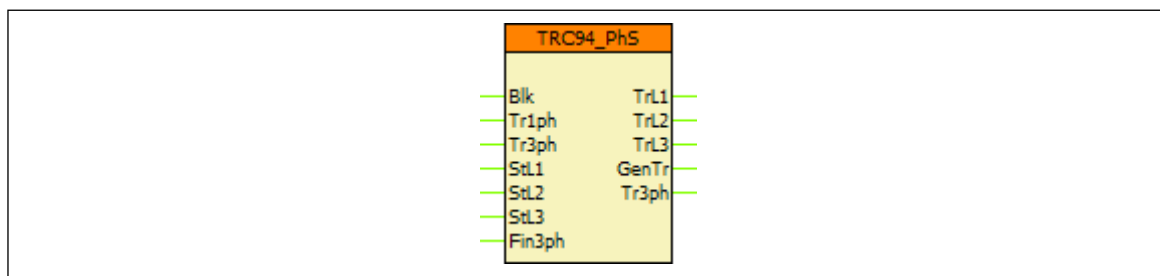 TRC94_PhS
Blk TrL1
Tr1ph TrL2
Tr3ph TrL3
StL1 GenTr
StL2 Tr3ph
StL3
Fin3ph